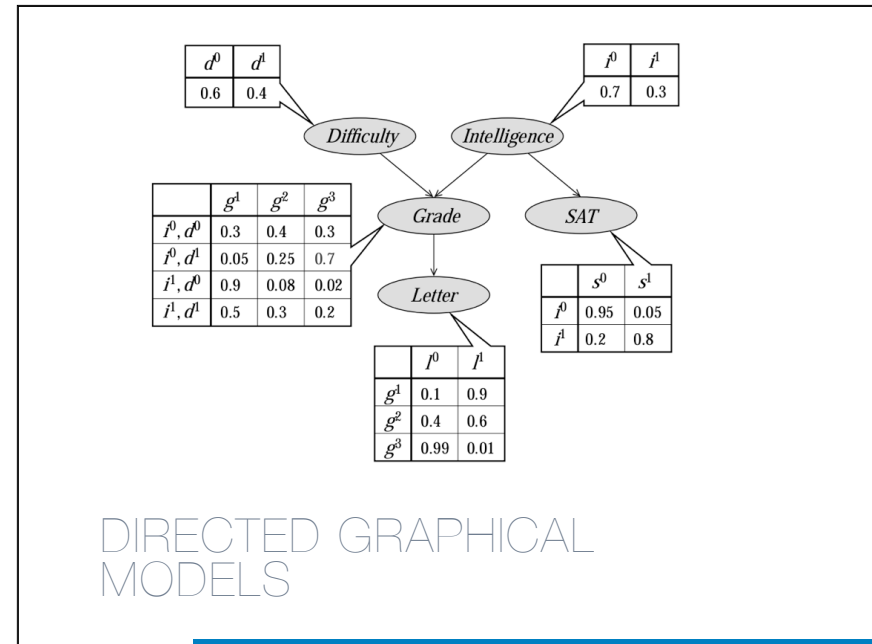 d⁰ d¹
0.6 0.4
i⁰ i¹
0.7 0.3
Difficulty
Intelligence
g¹ g² g³
i⁰, d⁰ 0.3 0.4 0.3
i⁰, d¹ 0.05 0.25 0.7
i¹, d⁰ 0.9 0.08 0.02
i¹, d¹ 0.5 0.3 0.2
Grade
SAT
Letter
s⁰ s¹
i⁰ 0.95 0.05
i¹ 0.2 0.8
l⁰ l¹
g¹ 0.1 0.9
g² 0.4 0.6
g³ 0.99 0.01
DIRECTED GRAPHICAL
MODELS